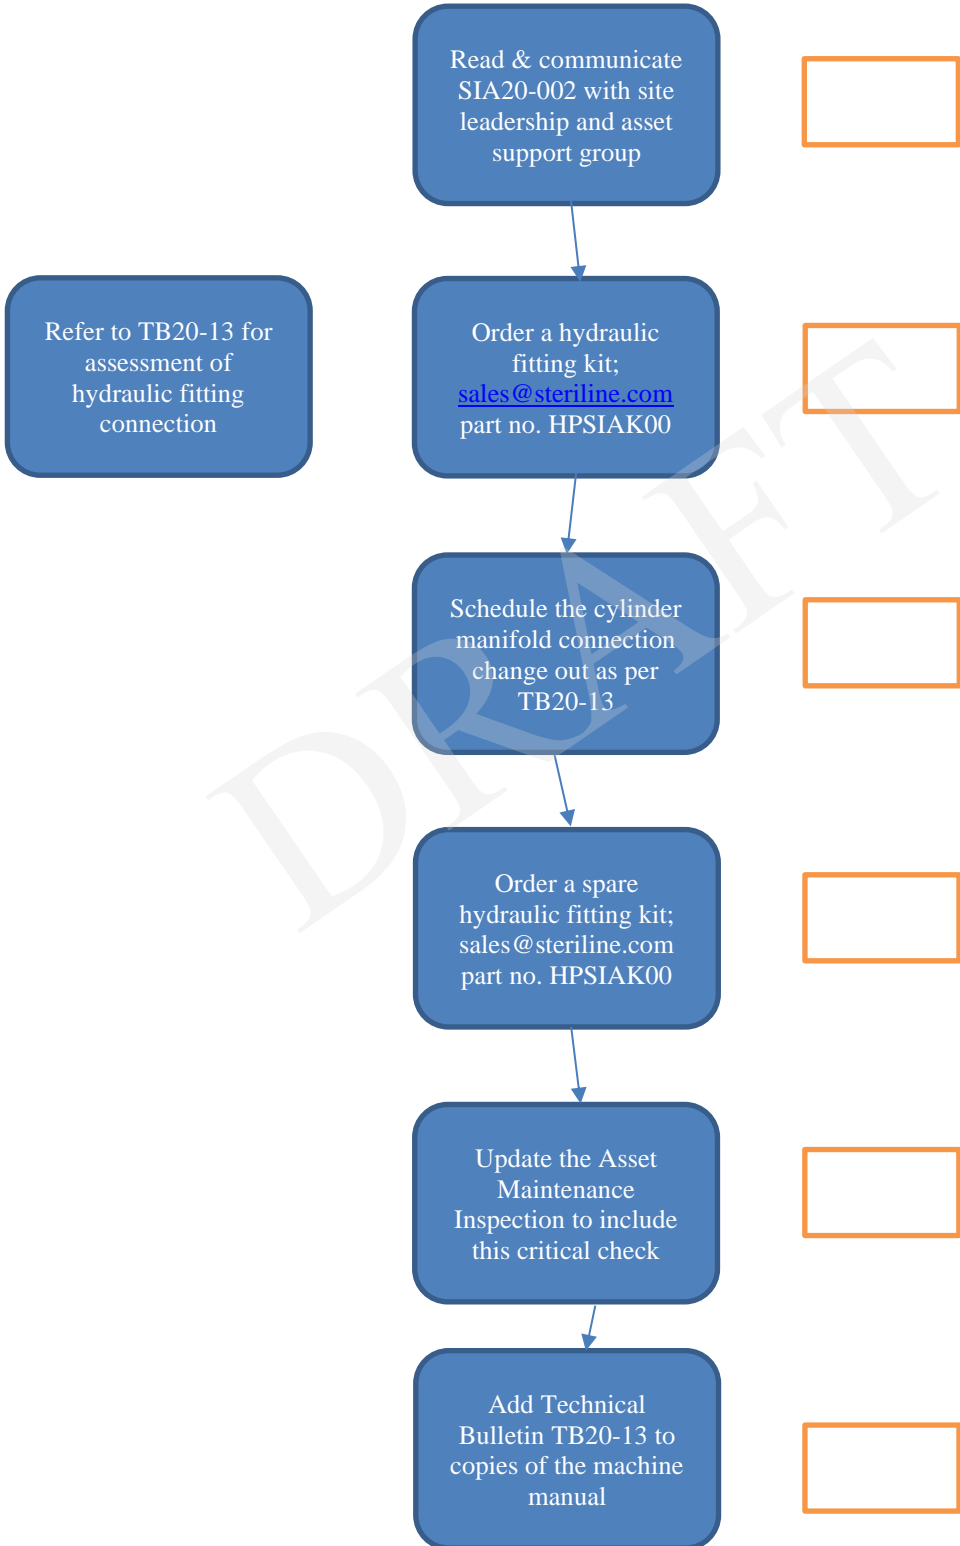 Read & communicate
SIA20-002 with site
leadership and asset
support group
Refer to TB20-13 for
assessment of
hydraulic fitting
connection
Order a hydraulic
fitting kit;
sales@steriline.com
part no. HPSIAK00
Schedule the cylinder
manifold connection
change out as per
TB20-13
Order a spare
hydraulic fitting kit;
sales@steriline.com
part no. HPSIAK00
Update the Asset
Maintenance
Inspection to include
this critical check
Add Technical
Bulletin TB20-13 to
copies of the machine
manual
DRAFT